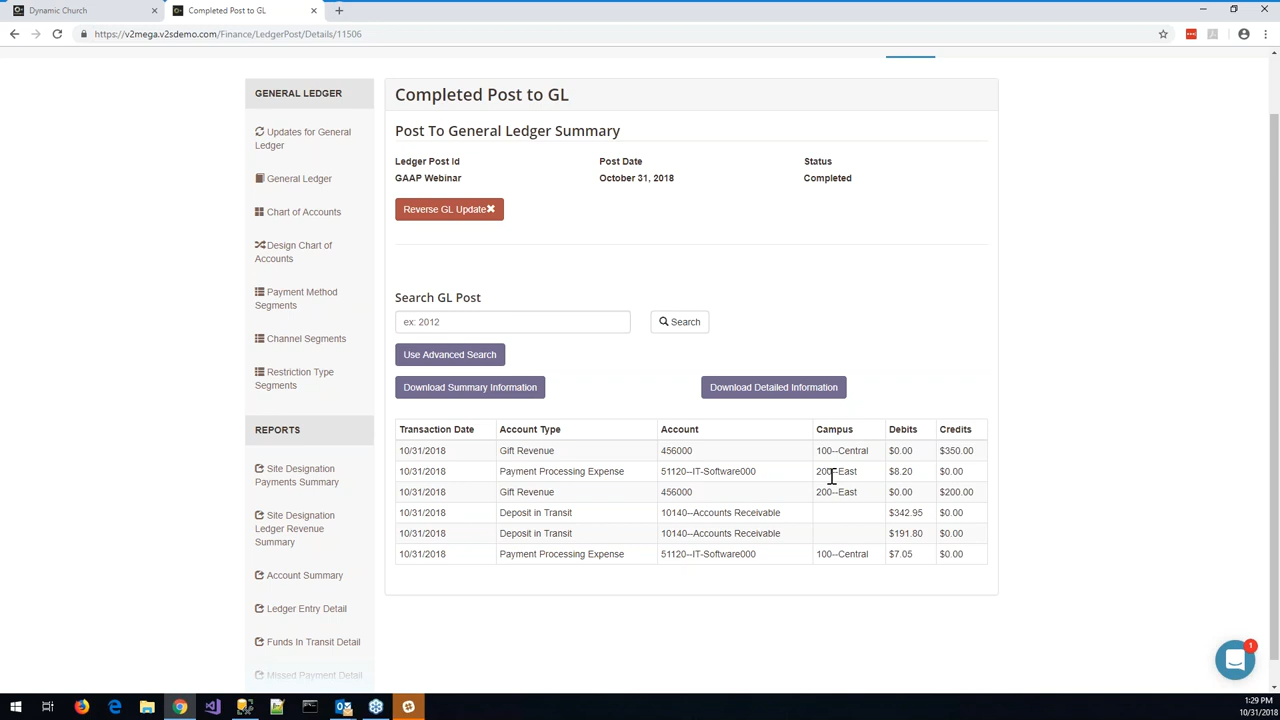 Dynamic Church
Completed Post to GL
https://v2mega.v2sdemo.com/Finance/LedgerPost/Details/11506
GENERAL LEDGER
Updates for General
Ledger
General Ledger
Chart of Accounts
Design Chart of
Accounts
Payment Method
Segments
Channel Segments
Restriction Type
Segments
REPORTS
Site Designation
Payments Summary
Site Designation
Ledger Revenue
Summary
Account Summary
Ledger Entry Detail
Funds In Transit Detail
Missed Payment Detail
Completed Post to GL
Post To General Ledger Summary
Ledger Post Id Post Date Status
GAAP Webinar October 31, 2018 Completed
Reverse GL Update
Search GL Post
ex: 2012 Search
Use Advanced Search
Download Summary Information Download Detailed Information
Transaction Date Account Type Account Campus Debits Credits
10/31/2018 Gift Revenue 456000 100--Central $0.00 $350.00
10/31/2018 Payment Processing Expense 51120--IT-Software000 200--East $8.20 $0.00
10/31/2018 Gift Revenue 456000 200--East $0.00 $200.00
10/31/2018 Deposit in Transit 10140--Accounts Receivable $342.95 $0.00
10/31/2018 Deposit in Transit 10140--Accounts Receivable $191.80 $0.00
10/31/2018 Payment Processing Expense 51120--IT-Software000 100--Central $7.05 $0.00
1
1:29 PM
10/31/2018